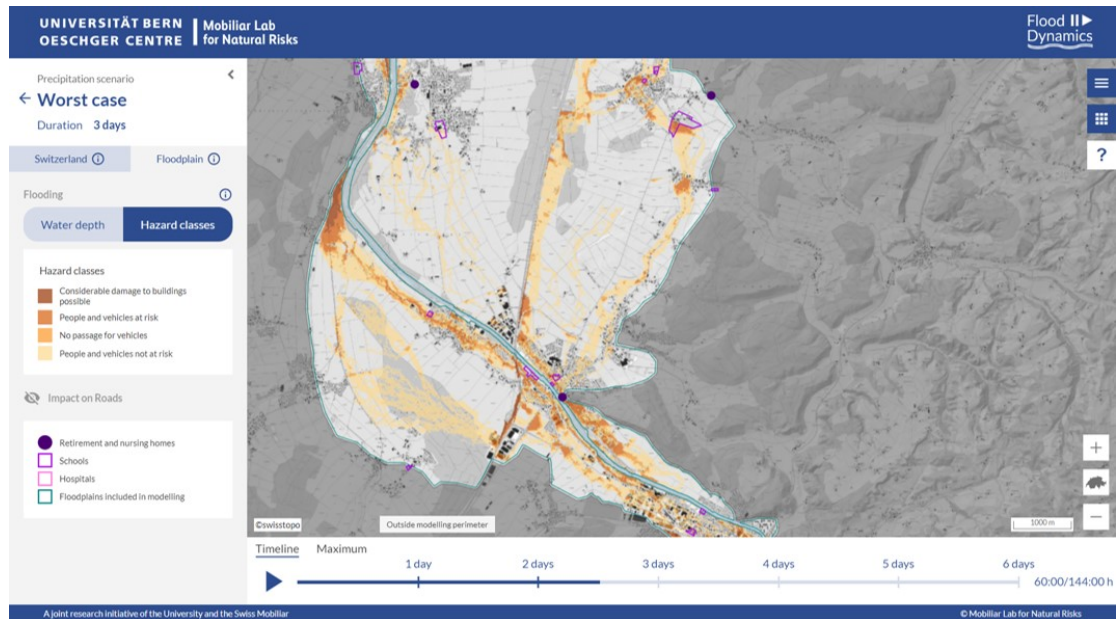 UNIVERSITÄT BERN
OESCHGER CENTRE
Mobiliar Lab
for Natural Risks
Flood
Dynamics
Precipitation scenario
Worst case
Duration 3 days
Switzerland
Floodplain
Flooding
Water depth
Hazard classes
Hazard classes
Considerable damage to buildings
possible
People and vehicles at risk
No passage for vehicles
People and vehicles not at risk
Impact on Roads
Retirement and nursing homes
Schools
Hospitals
Floodplains included in modelling
?
©swisstopo
Outside modelling perimeter
1000 m
Timeline Maximum
1 day 2 days 3 days 4 days 5 days 6 days
60:00/144:00 h
A joint research initiative of the University and the Swiss Mobiliar
© Mobiliar Lab for Natural Risks